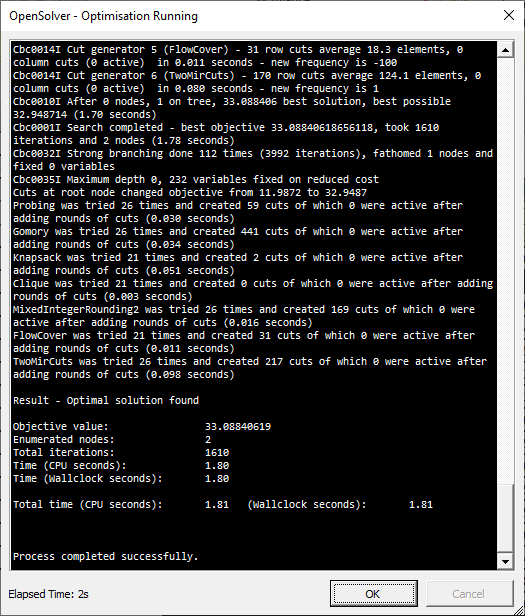 OpenSolver - Optimisation Running
Cbc0014I Cut generator 5 (FlowCover) - 31 row cuts average 18.3 elements, 0
column cuts (0 active)  in 0.011 seconds - new frequency is -100
Cbc0014I Cut generator 6 (TwoMirCuts) - 170 row cuts average 124.1 elements, 0
column cuts (0 active)  in 0.080 seconds - new frequency is 1
Cbc0010I After 0 nodes, 1 on tree, 33.088406 best solution, best possible
32.948714 (1.70 seconds)
Cbc0001I Search completed - best objective 33.08840618656118, took 1610
iterations and 2 nodes (1.78 seconds)
Cbc0032I Strong branching done 112 times (3992 iterations), fathomed 1 nodes and
fixed 0 variables
Cbc0035I Maximum depth 0, 232 variables fixed on reduced cost
Cuts at root node changed objective from 11.9872 to 32.9487
Probing was tried 26 times and created 59 cuts of which 0 were active after
adding rounds of cuts (0.030 seconds)
Gomory was tried 26 times and created 441 cuts of which 0 were active after
adding rounds of cuts (0.034 seconds)
Knapsack was tried 21 times and created 2 cuts of which 0 were active after
adding rounds of cuts (0.051 seconds)
Clique was tried 21 times and created 0 cuts of which 0 were active after adding
rounds of cuts (0.003 seconds)
MixedIntegerRounding2 was tried 26 times and created 169 cuts of which 0 were
active after adding rounds of cuts (0.016 seconds)
FlowCover was tried 21 times and created 31 cuts of which 0 were active after
adding rounds of cuts (0.011 seconds)
TwoMirCuts was tried 26 times and created 217 cuts of which 0 were active after
adding rounds of cuts (0.098 seconds)
Result - Optimal solution found
Objective value: 33.08840619
Enumerated nodes: 2
Total iterations: 1610
Time (CPU seconds): 1.80
Time (Wallclock seconds): 1.80
Total time (CPU seconds): 1.81 (Wallclock seconds): 1.81
Process completed successfully.
Elapsed Time: 2s
OK
Cancel